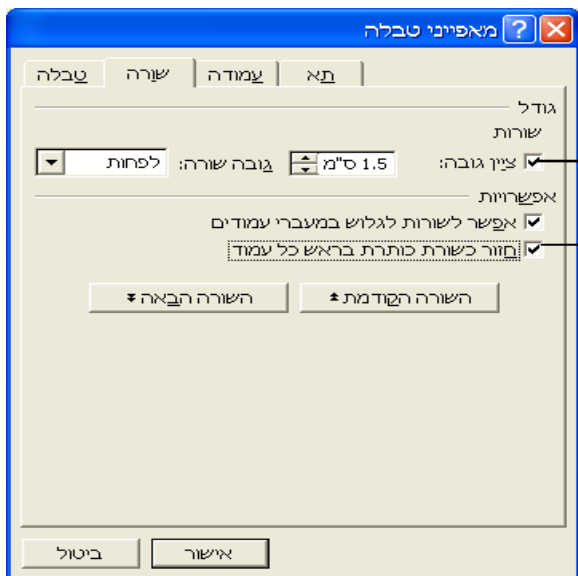 מאפייני טבלה
טבלה שורה עמודה תא
גודל
שורות
ציין גובה: 1.5 ס"מ גובה שורה: לפחות
אפשרויות
אפשר לשורות לגלוש במעברי עמודים
חזור כשורת כותרת בראש כל עמוד
השורה הקודמת השורה הבאה
אישור ביטול